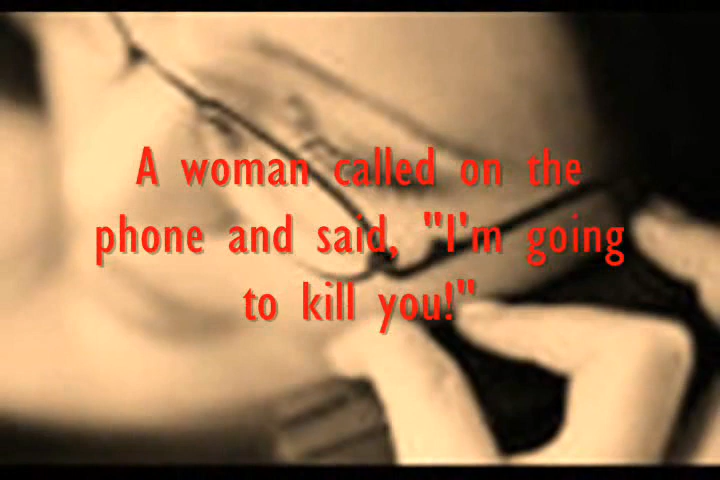 A woman called on the
phone and said, "I'm going
to kill you!"